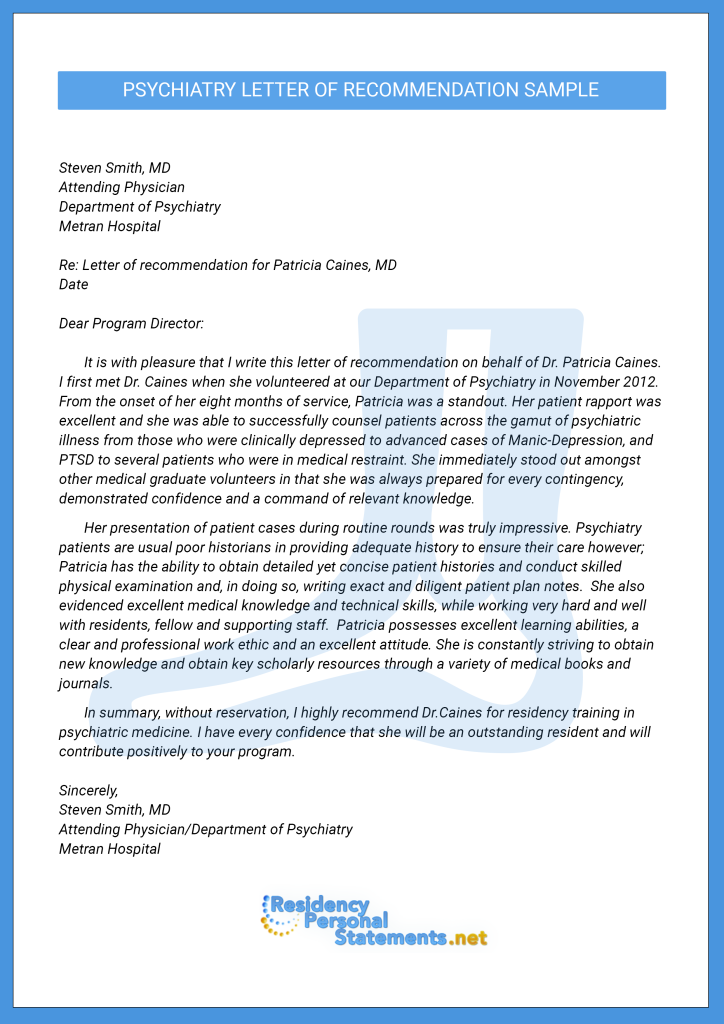 PSYCHIATRY LETTER OF RECOMMENDATION SAMPLE
Steven Smith, MD
Attending Physician
Department of Psychiatry
Metran Hospital
Re: Letter of recommendation for Patricia Caines, MD
Date
Dear Program Director:
It is with pleasure that I write this letter of recommendation on behalf of Dr. Patricia Caines.
I first met Dr. Caines when she volunteered at our Department of Psychiatry in November 2012.
From the onset of her eight months of service, Patricia was a standout. Her patient rapport was
excellent and she was able to successfully counsel patients across the gamut of psychiatric
illness from those who were clinically depressed to advanced cases of Manic-Depression, and
PTSD to several patients who were in medical restraint. She immediately stood out amongst
other medical graduate volunteers in that she was always prepared for every contingency,
demonstrated confidence and a command of relevant knowledge.
Her presentation of patient cases during routine rounds was truly impressive. Psychiatry
patients are usual poor historians in providing adequate history to ensure their care however;
Patricia has the ability to obtain detailed yet concise patient histories and conduct skilled
physical examination and, in doing so, writing exact and diligent patient plan notes.  She also
evidenced excellent medical knowledge and technical skills, while working very hard and well
with residents, fellow and supporting staff.  Patricia possesses excellent learning abilities, a
clear and professional work ethic and an excellent attitude. She is constantly striving to obtain
new knowledge and obtain key scholarly resources through a variety of medical books and
journals.
In summary, without reservation, I highly recommend Dr.Caines for residency training in
psychiatric medicine. I have every confidence that she will be an outstanding resident and will
contribute positively to your program.
Sincerely,
Steven Smith, MD
Attending Physician/Department of Psychiatry
Metran Hospital
Residency
Personal
Statements.net